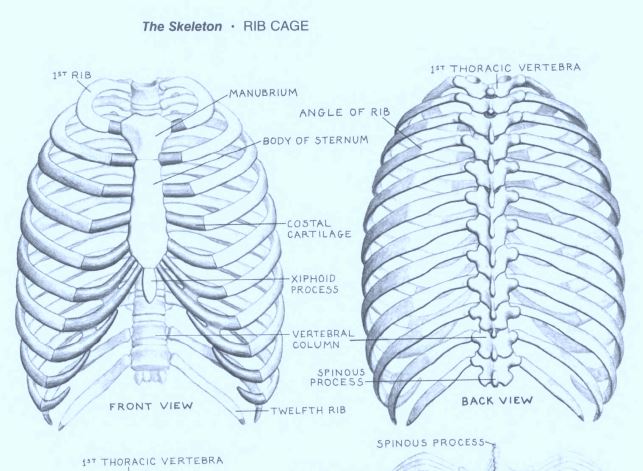 The Skeleton · RIB CAGE
1ST RIB
1ST THORACIC VERTEBRA
MANUBRIUM
ANGLE OF RIB
BODY OF STERNUM
COSTAL
CARTILAGE
XIPHOID
PROCESS
VERTEBRAL
COLUMN
SPINOUS
PROCESS
FRONT VIEW
TWELFTH RIB
BACK VIEW
SPINOUS PROCESS
1ST THORACIC VERTEBRA